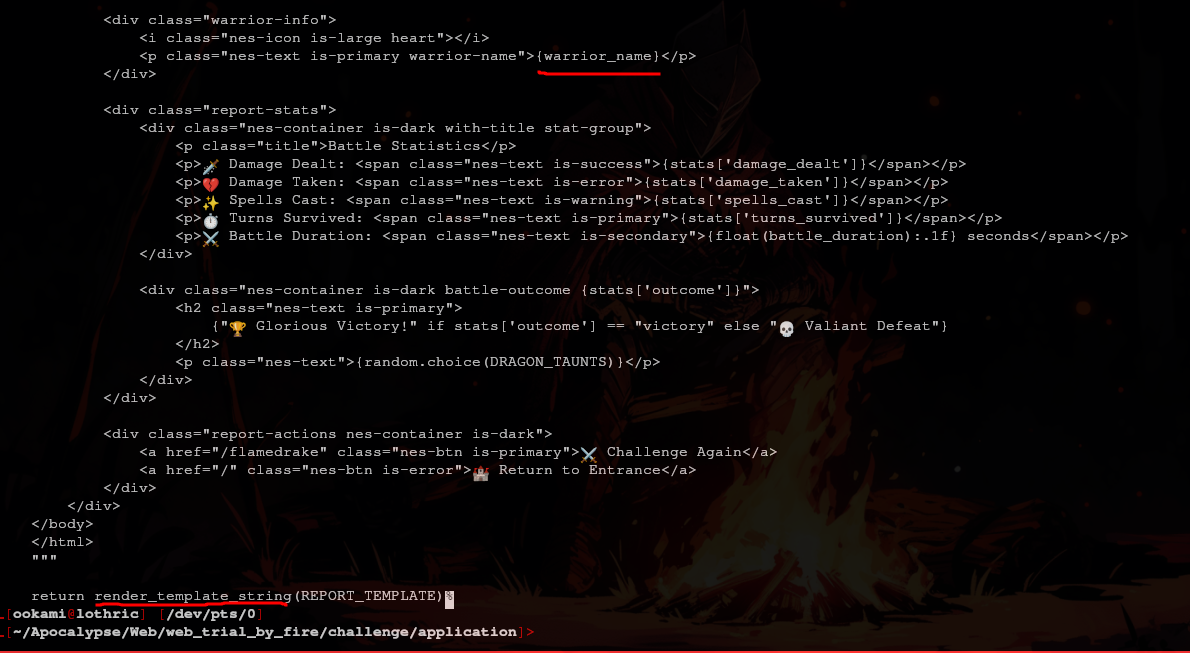 <div class="warrior-info">
<i class="nes-icon is-large heart"></i>
<p class="nes-text is-primary warrior-name">{warrior_name}</p>
</div>
<div class="report-stats">
<div class="nes-container is-dark with-title stat-group">
<p class="title">Battle Statistics</p>
<p>🗡️ Damage Dealt: <span class="nes-text is-success">{stats['damage_dealt']}</span></p>
<p>💔 Damage Taken: <span class="nes-text is-error">{stats['damage_taken']}</span></p>
<p>✨ Spells Cast: <span class="nes-text is-warning">{stats['spells_cast']}</span></p>
<p>⏱️ Turns Survived: <span class="nes-text is-primary">{stats['turns_survived']}</span></p>
<p>⚔️ Battle Duration: <span class="nes-text is-secondary">{float(battle_duration):.1f} seconds</span></p>
</div>
<div class="nes-container is-dark battle-outcome {stats['outcome']}">
<h2 class="nes-text is-primary">
{"🏆 Glorious Victory!" if stats['outcome'] == "victory" else "💀 Valiant Defeat"}
</h2>
<p class="nes-text">{random.choice(DRAGON_TAUNTS)}</p>
</div>
</div>
<div class="report-actions nes-container is-dark">
<a href="/flamedrake" class="nes-btn is-primary">⚔️ Challenge Again</a>
<a href="/" class="nes-btn is-error">🏰 Return to Entrance</a>
</div>
</div>
</body>
</html>
"""
return render_template_string(REPORT_TEMPLATE)%
_[ookami@lothric] [/dev/pts/0]
_[~/Apocalypse/Web/web_trial_by_fire/challenge/application]>